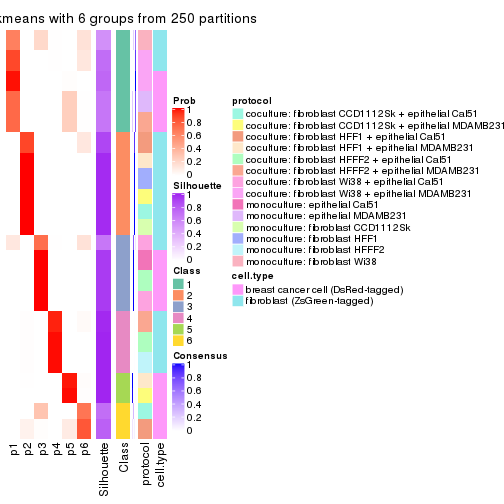 kmeans with 6 groups from 250 partitions
p1
p2
p3
p4
p5
p6
Silhouette
Class
protocol
cell.type
Prob
1
0.8
0.6
0.4
0.2
0
Silhouette
1
0.8
0.6
0.4
0.2
0
Class
1
2
3
4
5
6
Consensus
1
0.8
0.6
0.4
0.2
0
protocol
coculture: fibroblast CCD1112Sk + epithelial Cal51
coculture: fibroblast CCD1112Sk + epithelial MDAMB231
coculture: fibroblast HFF1 + epithelial Cal51
coculture: fibroblast HFF1 + epithelial MDAMB231
coculture: fibroblast HFFF2 + epithelial Cal51
coculture: fibroblast HFFF2 + epithelial MDAMB231
coculture: fibroblast Wi38 + epithelial Cal51
coculture: fibroblast Wi38 + epithelial MDAMB231
monoculture: epithelial Cal51
monoculture: epithelial MDAMB231
monoculture: fibroblast CCD1112Sk
monoculture: fibroblast HFF1
monoculture: fibroblast HFFF2
monoculture: fibroblast Wi38
cell.type
breast cancer cell (DsRed-tagged)
fibroblast (ZsGreen-tagged)